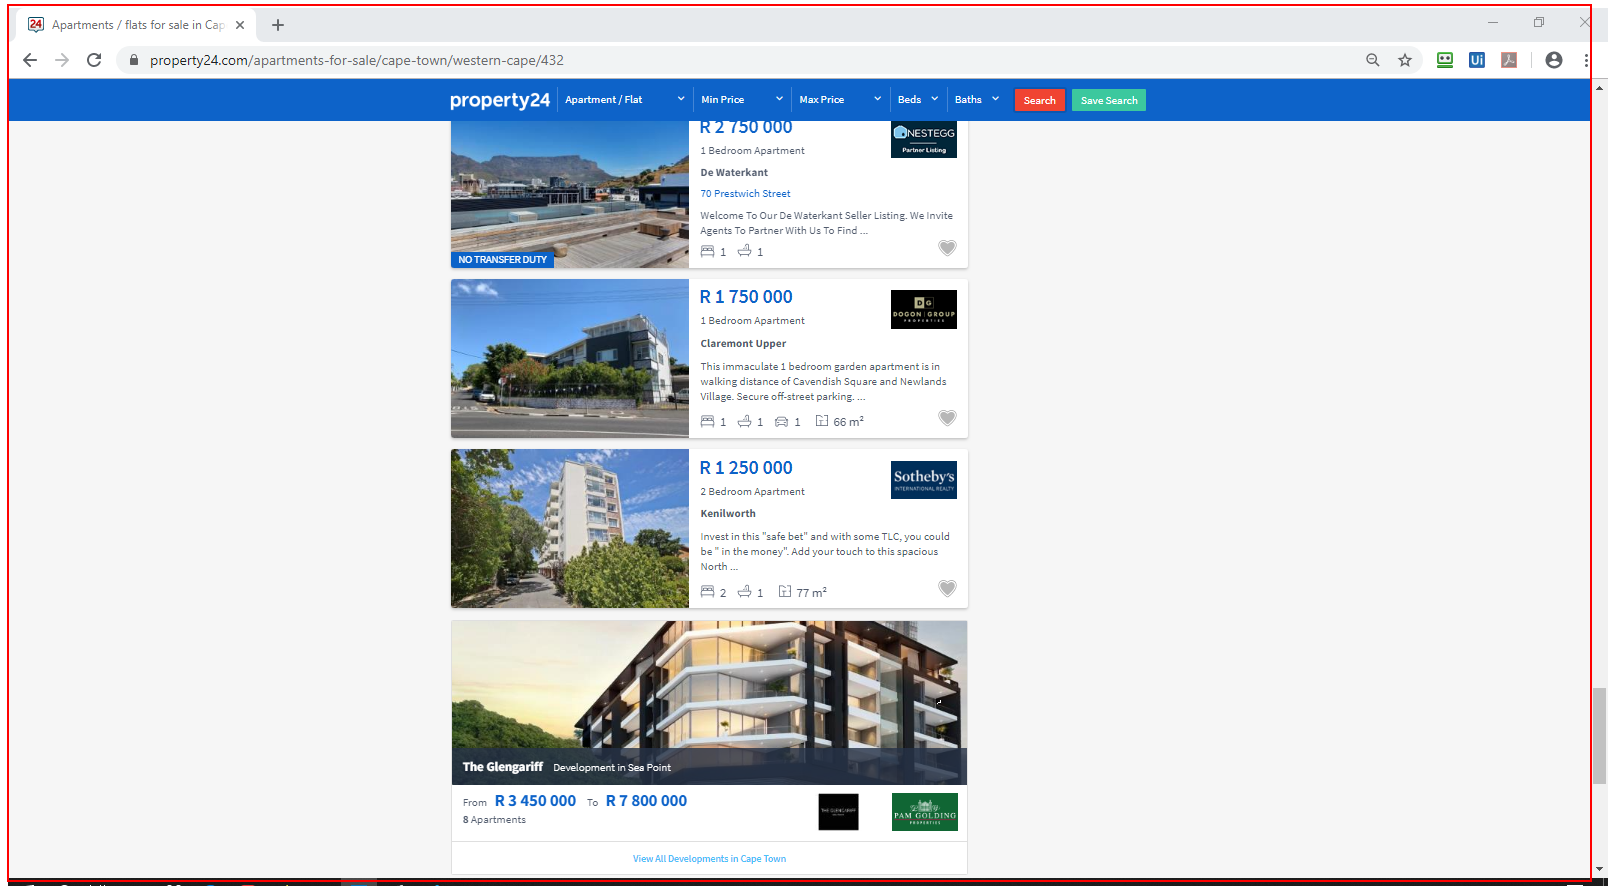 24 Apartments / flats for sale in Cap
property24.com/apartments-for-sale/cape-town/western-cape/432
Ui
property24 Apartment / Flat Min Price Max Price Beds Baths Search Save Search
R 2 750 000
1 Bedroom Apartment
De Waterkant
70 Prestwich Street
Welcome To Our De Waterkant Seller Listing. We Invite
Agents To Partner With Us To Find ...
1 1
NO TRANSFER DUTY
NESTEGG
Partner Listing
R 1 750 000
1 Bedroom Apartment
Claremont Upper
This immaculate 1 bedroom garden apartment is in
walking distance of Cavendish Square and Newlands
Village. Secure off-street parking. ...
1 1 1 66 m²
D G
DOGON GROUP
PROPERTIES
R 1 250 000
2 Bedroom Apartment
Kenilworth
Invest in this "safe bet" and with some TLC, you could
be " in the money". Add your touch to this spacious
North ...
2 1 77 m²
Sotheby's
INTERNATIONAL REALTY
The Glengariff Development in Sea Point
From R 3 450 000 To R 7 800 000
8 Apartments
THE GLENGARIFF
PAM GOLDING
PROPERTIES
View All Developments in Cape Town